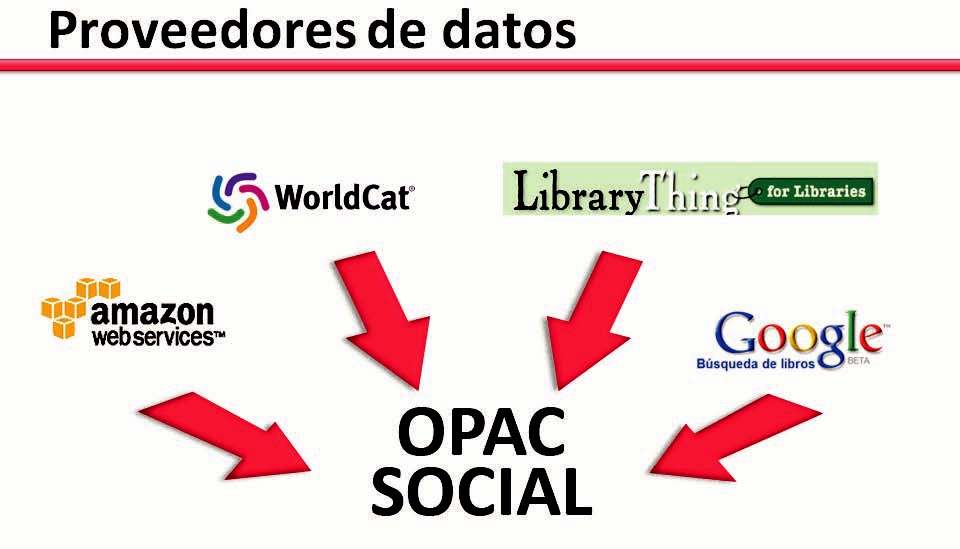 Proveedores de datos
WorldCat®
LibraryThing for Libraries
amazon
webservices™
Google™
BETA
Búsqueda de libros
OPAC
SOCIAL